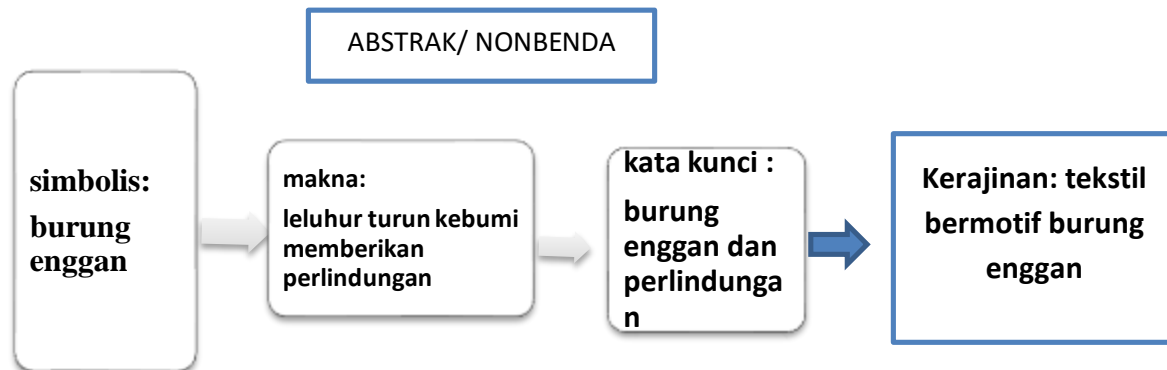 ABSTRAK/ NONBENDA
simbolis:
burung
enggan
makna:
leluhur turun kebumi
memberikan
perlindungan
kata kunci :
burung
enggan dan
perlindunga
n
Kerajinan: tekstil
bermotif burung
enggan